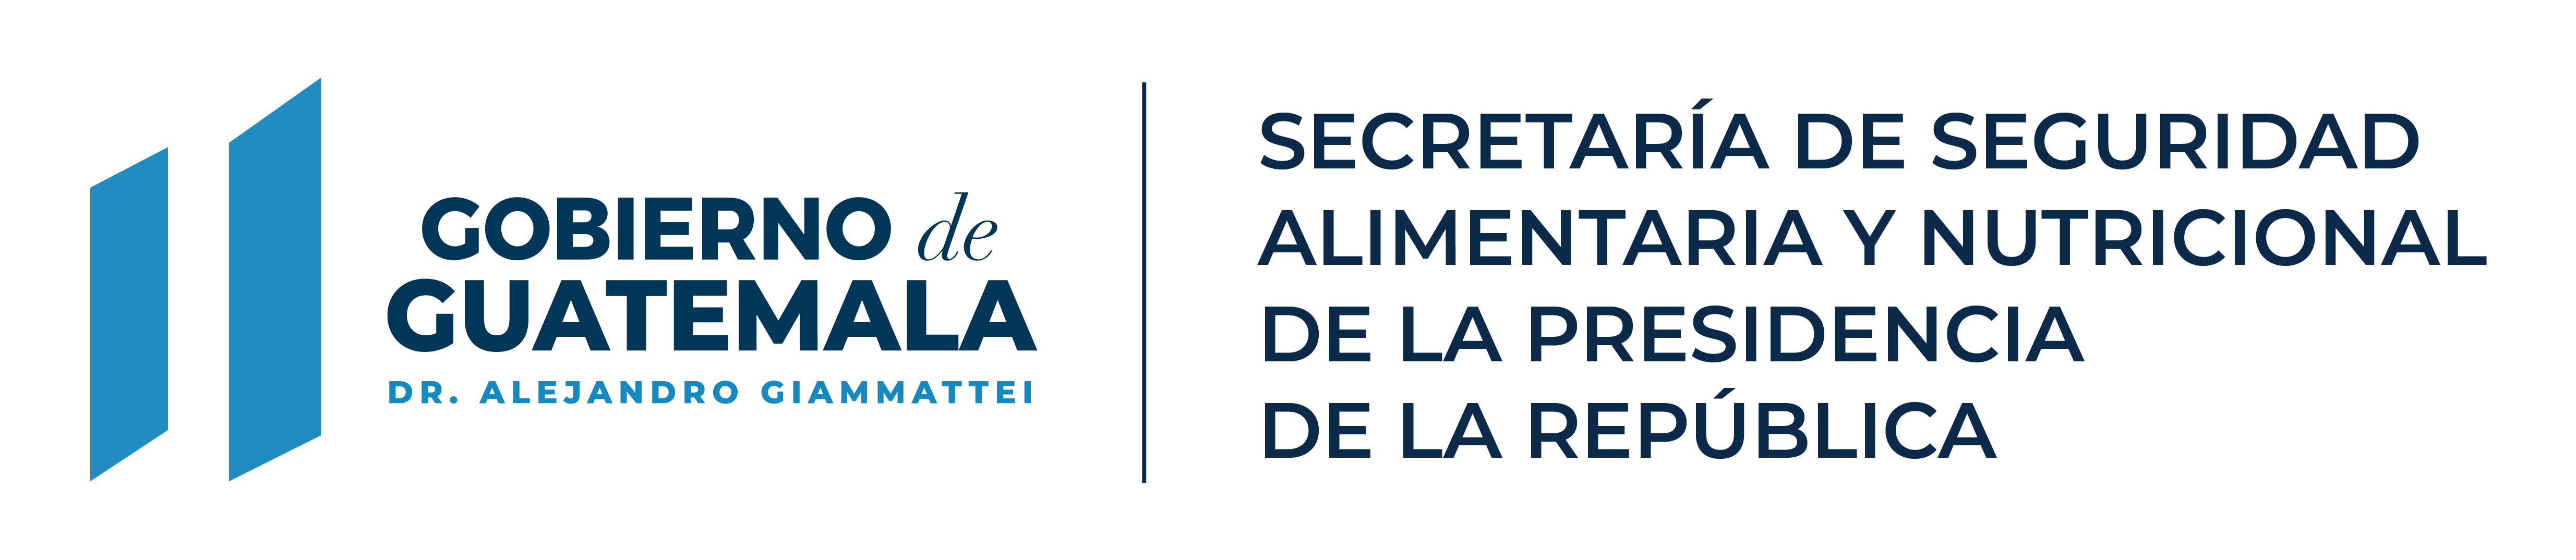 GOBIERNO de
GUATEMALA
DR. ALEJANDRO GIAMMATTEI
SECRETARÍA DE SEGURIDAD
ALIMENTARIA Y NUTRICIONAL
DE LA PRESIDENCIA
DE LA REPÚBLICA